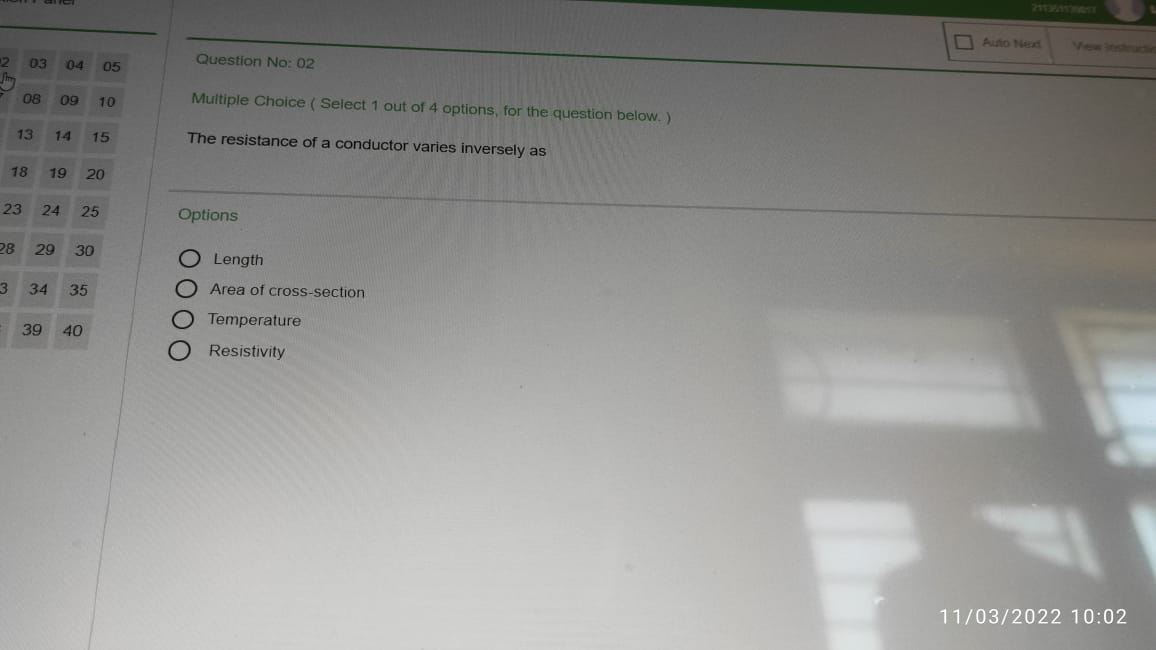 Auto Next
View Instructi
02 03 04 05
08 09 10
13 14 15
18 19 20
23 24 25
28 29 30
34 35
39 40
Question No: 02
Multiple Choice ( Select 1 out of 4 options, for the question below. )
The resistance of a conductor varies inversely as
Options
Length
Area of cross-section
Temperature
Resistivity
11/03/2022 10:02